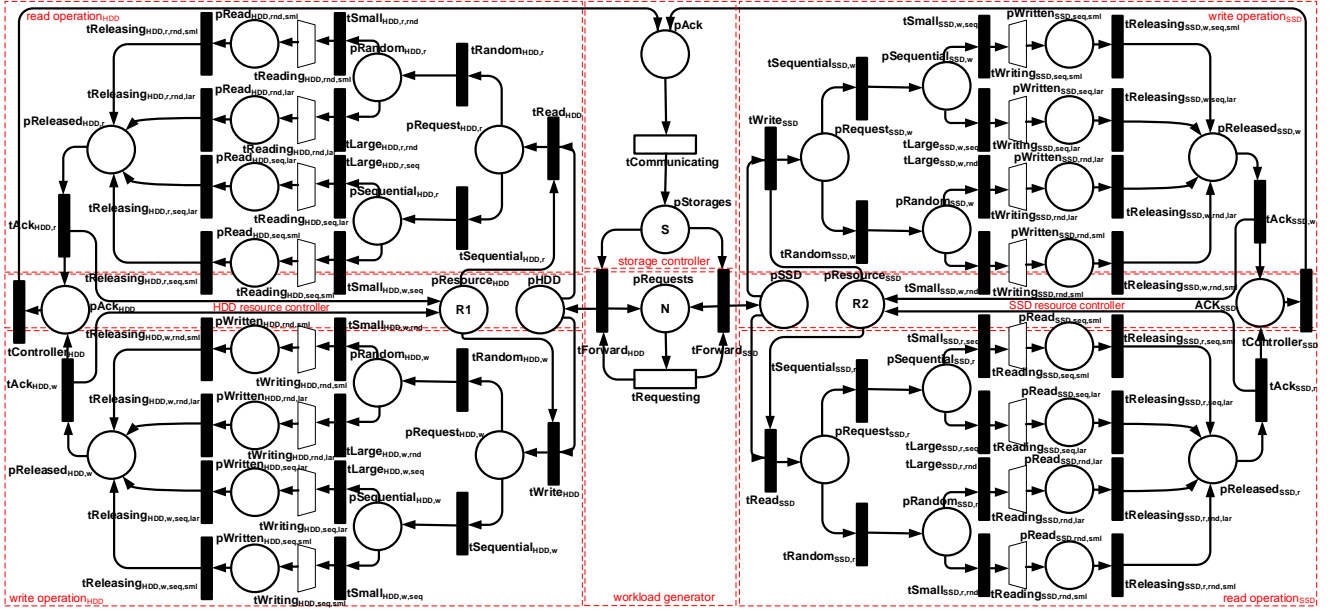 read operationHDD
tReleasingHDD,r,rnd,sml
pReadHDD,rnd,sml
tSmallHDD,r,rnd
pRandomHDD,r
tRandomHDD,r
tReadingHDD,rnd,sml
tReleasingHDD,r,rnd,lar
pReadHDD,rnd,lar
pReleasedHDD,r
tReadHDD
pRequestHDD,r
tReadingHDD,rnd,lar
tLargeHDD,r,rnd
pReadHDD,seq,lar
tLargeHDD,r,seq
tReleasingHDD,r,seq,lar
pSequentialHDD,r
tReadingHDD,seq,lar
tAckHDD,r
pReadHDD,seq,sml
tSequentialHDD,r
tReleasingHDD,r,seq,sml
tReadingHDD,seq,sml
tSmallHDD,w,seq
pResourceHDD
pHDD
pAckHDD
HDD resource controller
R1
tControllerHDD
tReleasingHDD,w,rnd,sml
pWrittenHDD,rnd,sml
tSmallHDD,w,rnd
pRandomHDD,w
tRandomHDD,w
tAckHDD,w
tWritingHDD,rnd,sml
tReleasingHDD,w,rnd,lar
pWrittenHDD,rnd,lar
pRequestHDD,w
tWritingHDD,rnd,lar
tLargeHDD,w,rnd
pReleasedHDD,w
pWrittenHDD,seq,lar
tLargeHDD,w,seq
tWriteHDD
pSequentialHDD,w
tReleasingHDD,w,seq,lar
tWritingHDD,seq,lar
pWrittenHDD,seq,sml
tSequentialHDD,w
tReleasingHDD,w,seq,sml
tWritingHDD,seq,sml
tSmallHDD,w,seq
write operationHDD
pAck
tCommunicating
pStorages
S
storage controller
pRequests
N
tForwardHDD
tForwardSSD
tRequesting
workload generator
write operationSSD
tSmallSSD,w,seq
pWrittenSSD,seq,sml
tReleasingSSD,w,seq,sml
tSequentialSSD,w
pSequentialSSD,w
tWritingSSD,seq,sml
pWrittenSSD,seq,lar
tReleasingSSD,w,seq,lar
tWriteSSD
pRequestSSD,w
pReleasedSSD,w
tLargeSSD,w,seq
tWritingSSD,seq,lar
tLargeSSD,w,rnd
pWrittenSSD,rnd,lar
pRandomSSD,w
tWritingSSD,rnd,lar
tReleasingSSD,w,rnd,lar
tAckSSD,w
pWrittenSSD,rnd,sml
tRandomSSD,w
pSSD
pResourceSSD
tSmallSSD,w,rnd
tWritingSSD,rnd,sml
tReleasingSSD,w,rnd,sml
R2
SSD resource controller
ACKSSD
tControllerSSD
tSmallSSD,r,seq
pReadSSD,seq,sml
tReleasingSSD,r,seq,sml
tSequentialSSD,r
pSequentialSSD,r
tReadingSSD,seq,sml
tAckSSD,r
pReadSSD,seq,lar
tReleasingSSD,r,seq,lar
pRequestSSD,r
tLargeSSD,r,seq
tReadingSSD,seq,lar
tLargeSSD,r,rnd
pReadSSD,rnd,lar
pReleasedSSD,r
tReadSSD
pRandomSSD,r
tReadingSSD,rnd,lar
tReleasingSSD,r,rnd,lar
pReadSSD,rnd,sml
tRandomSSD,r
tSmallSSD,r,rnd
tReadingSSD,rnd,sml
tReleasingSSD,r,rnd,sml
read operationSSD